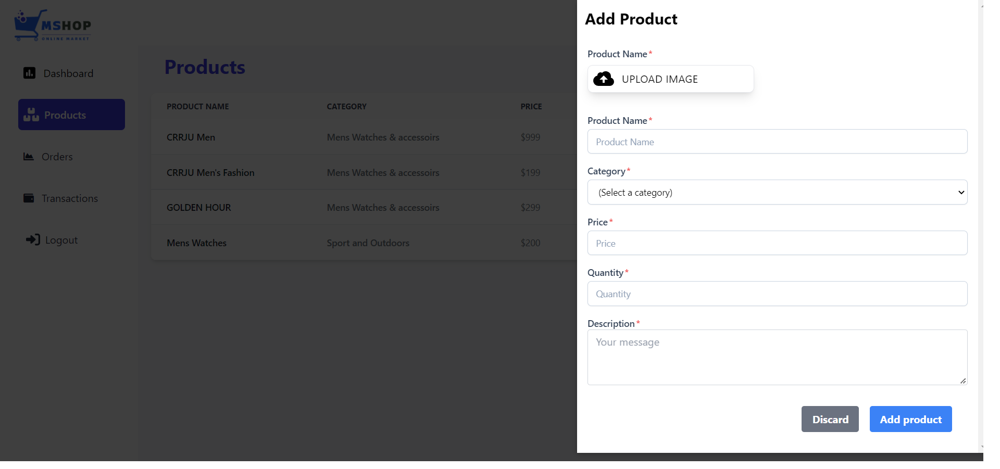 MSHOP
ONLINE MARKET
Dashboard
Products
Orders
Transactions
Logout
Products
PRODUCT NAME CATEGORY PRICE
CRRJU Men Mens Watches & accessoirs $999
CRRJU Men's Fashion Mens Watches & accessoirs $199
GOLDEN HOUR Mens Watches & accessoirs $299
Mens Watches Sport and Outdoors $200
Add Product
Product Name*
UPLOAD IMAGE
Product Name*
Product Name
Category*
(Select a category)
Price*
Price
Quantity*
Quantity
Description*
Your message
Discard Add product